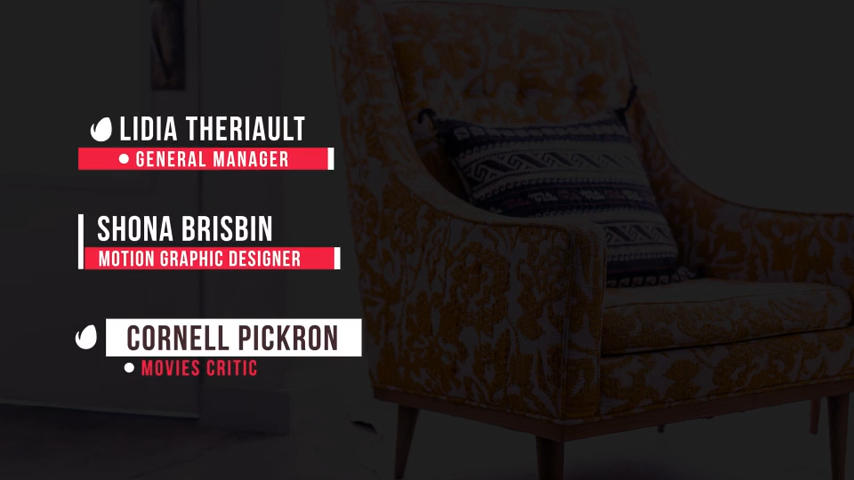 LIDIA THERIAULT
GENERAL MANAGER
SHONA BRISBIN
MOTION GRAPHIC DESIGNER
CORNELL PICKRON
MOVIES CRITIC